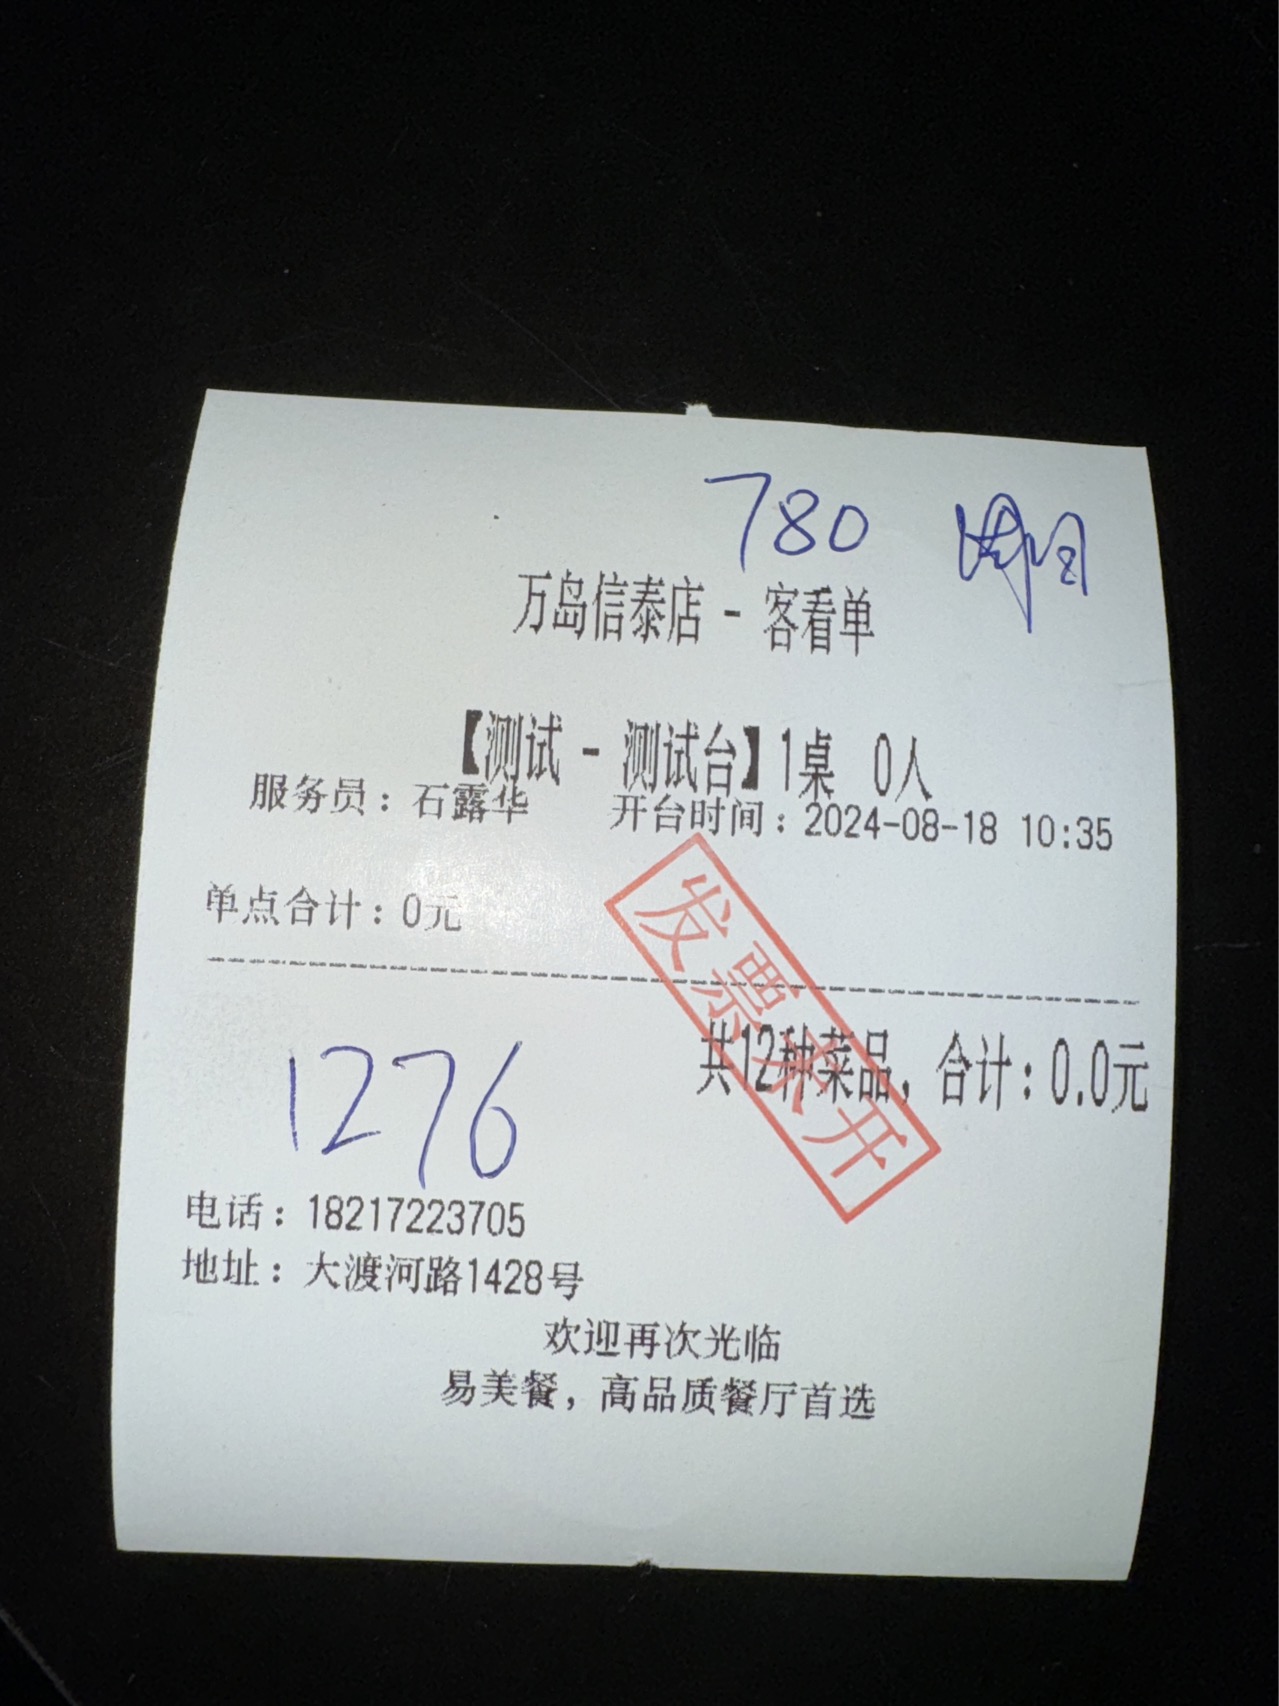 780
万岛信泰店 - 客看单
【测试 - 测试台】1桌 0人
服务员：石露华 开台时间：2024-08-18 10:35
单点合计：0元
发票未开
共12种菜品，合计：0.0元
1276
电话：18217223705
地址：大渡河路1428号
欢迎再次光临
易美餐，高品质餐厅首选